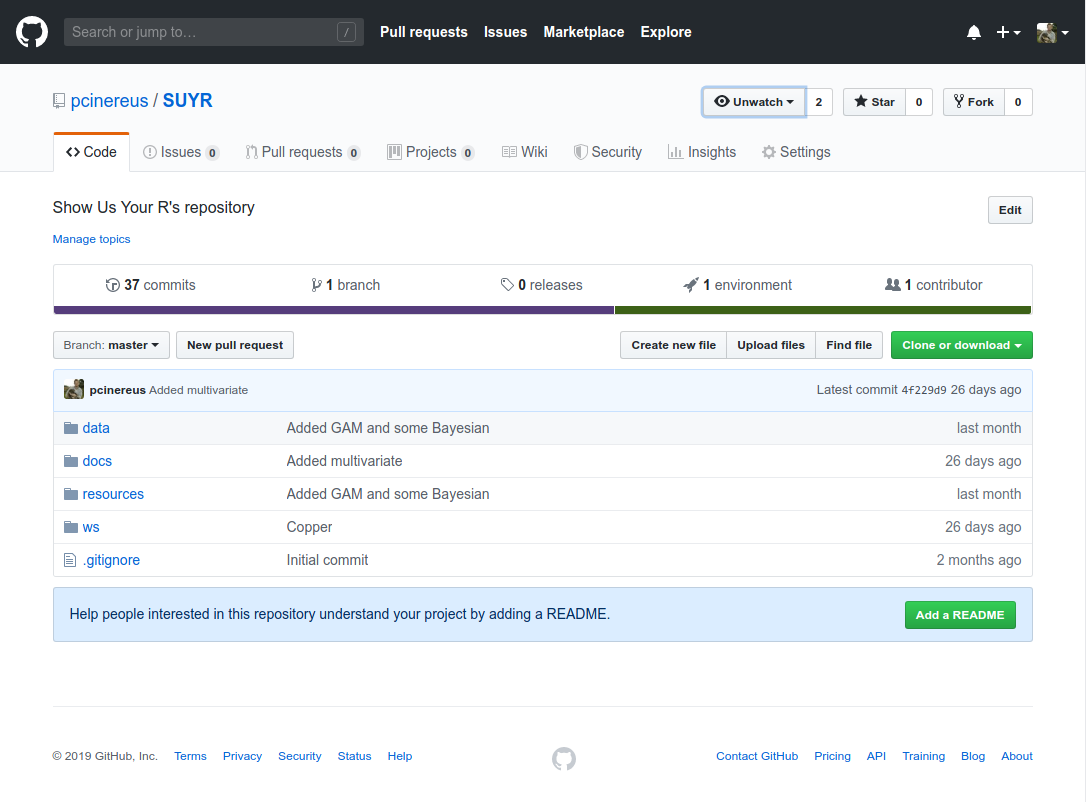 Search or jump to… / Pull requests Issues Marketplace Explore
pcinereus / SUYR Unwatch 2 Star 0 Fork 0
Code Issues 0 Pull requests 0 Projects 0 Wiki Security Insights Settings
Show Us Your R's repository Edit
Manage topics
37 commits 1 branch 0 releases 1 environment 1 contributor
Branch: master New pull request Create new file Upload files Find file Clone or download
pcinereus Added multivariate Latest commit 4f229d9 26 days ago
data Added GAM and some Bayesian last month
docs Added multivariate 26 days ago
resources Added GAM and some Bayesian last month
ws Copper 26 days ago
.gitignore Initial commit 2 months ago
Help people interested in this repository understand your project by adding a README. Add a README
© 2019 GitHub, Inc. Terms Privacy Security Status Help Contact GitHub Pricing API Training Blog About